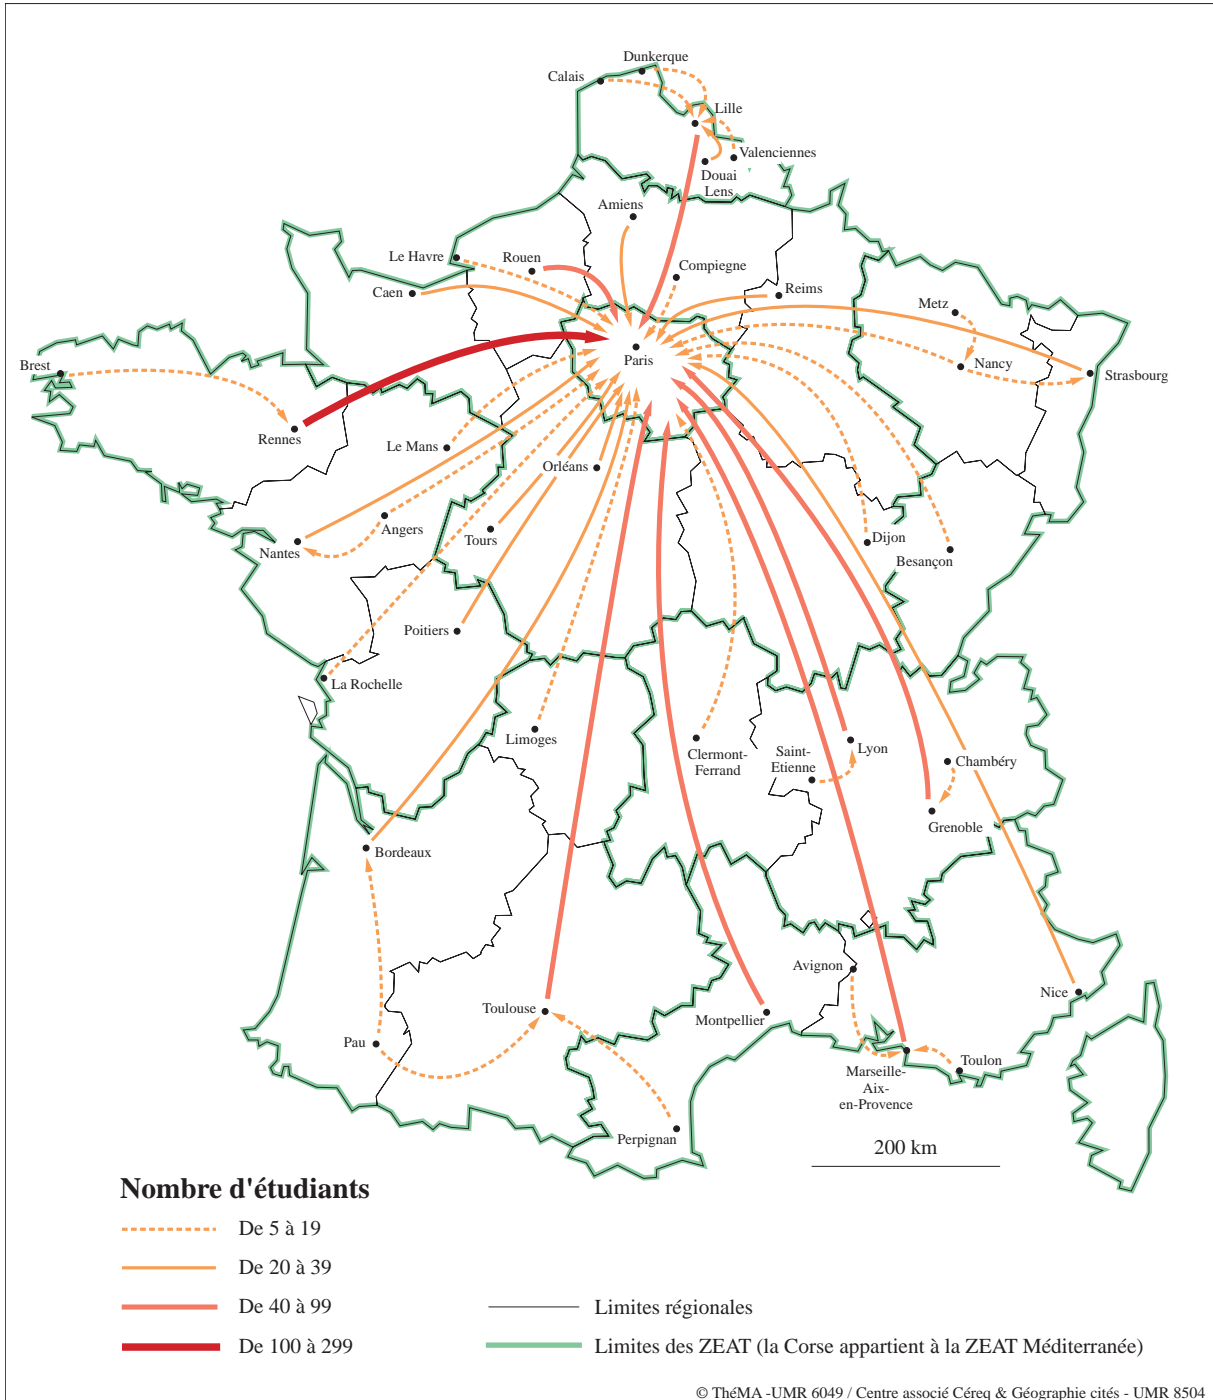 Dunkerque
Calais
Lille
Valenciennes
Douai
Lens
Amiens
Le Havre
Rouen
Compiegne
Caen
Reims
Metz
Paris
Nancy
Strasbourg
Brest
Rennes
Le Mans
Orléans
Angers
Tours
Nantes
Dijon
Besançon
Poitiers
La Rochelle
Limoges
Clermont-
Ferrand
Saint-
Etienne
Lyon
Chambéry
Grenoble
Bordeaux
Avignon
Nice
Toulouse
Montpellier
Pau
Toulon
Marseille-
Aix-
en-Provence
Perpignan
200 km
Nombre d'étudiants
De 5 à 19
De 20 à 39
De 40 à 99
De 100 à 299
Limites régionales
Limites des ZEAT (la Corse appartient à la ZEAT Méditerranée)
© ThéMA -UMR 6049 / Centre associé Céreq & Géographie cités - UMR 8504